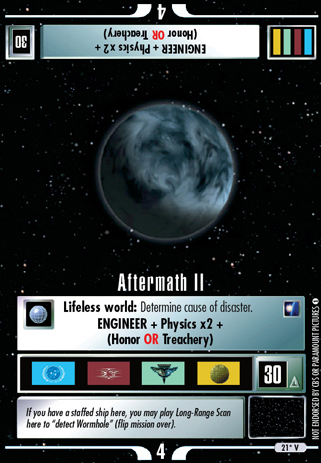 4
30
ENGINEER + Physics x2 +
(Honor OR Treachery)
Aftermath II
Lifeless world: Determine cause of disaster.
ENGINEER + Physics x2 +
(Honor OR Treachery)
30
If you have a staffed ship here, you may play Long-Range Scan
here to "detect Wormhole" (flip mission over).
4
21* V
NOT ENDORSED BY CBS OR PARAMOUNT PICTURES